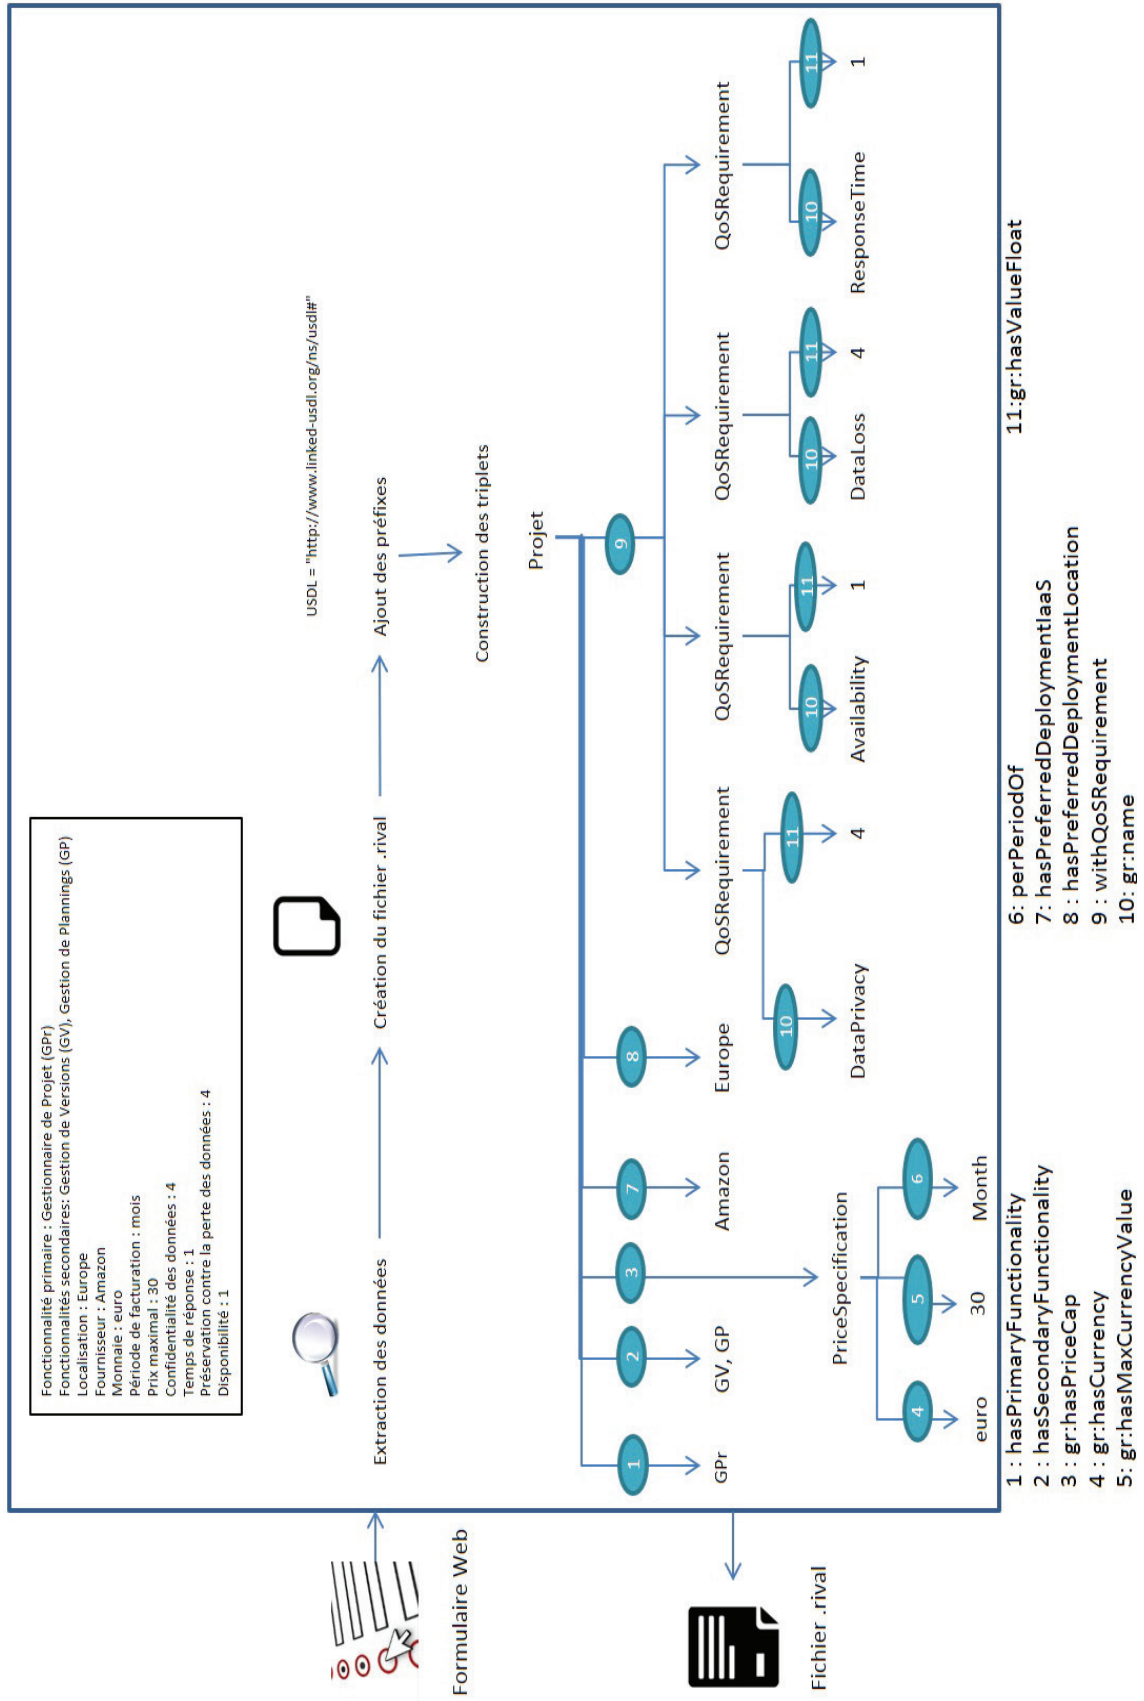 Fonctionnalité primaire : Gestionnaire de Projet (GPr)
Fonctionnalités secondaires: Gestion de Versions (GV), Gestion de Plannings (GP)
Localisation : Europe
Fournisseur : Amazon
Monnaie : euro
Période de facturation : mois
Prix maximal : 30
Confidentialité des données : 4
Temps de réponse : 1
Préservation contre la perte des données : 4
Disponibilité : 1
USDL = "http://www.linked-usdl.org/ns/usdl#"
Formulaire Web
Extraction des données
Création du fichier .rival
Ajout des préfixes
Construction des triplets
Projet
1
2
3
7
8
9
GPr
GV, GP
Amazon
Europe
QoSRequirement
QoSRequirement
QoSRequirement
QoSRequirement
PriceSpecification
10
11
10
11
10
11
10
11
DataPrivacy
4
Availability
1
DataLoss
4
ResponseTime
1
4
5
6
euro
30
Month
Fichier .rival
1 : hasPrimaryFunctionality
2 : hasSecondaryFunctionality
3 : gr:hasPriceCap
4 : gr:hasCurrency
5: gr:hasMaxCurrencyValue
6: perPeriodOf
7: hasPreferredDeploymentIaaS
8 : hasPreferredDeploymentLocation
9 : withQoSRequirement
10: gr:name
11:gr:hasValueFloat